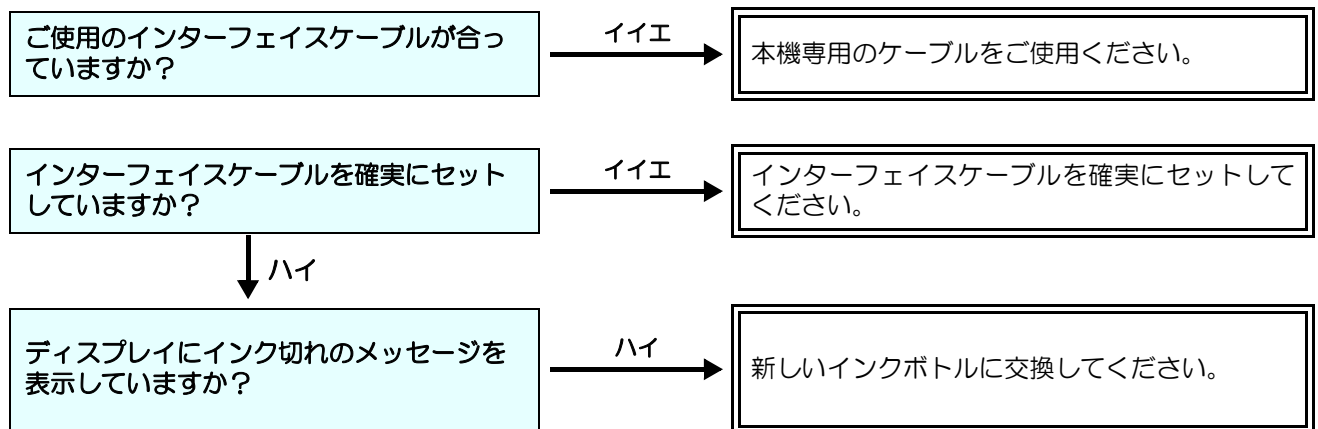 ご使用のインターフェイスケーブルが合っ
ていますか？
イイエ
本機専用のケーブルをご使用ください。
インターフェイスケーブルを確実にセット
していますか？
イイエ
インターフェイスケーブルを確実にセットして
ください。
ハイ
ディスプレイにインク切れのメッセージを
表示していますか？
ハイ
新しいインクボトルに交換してください。